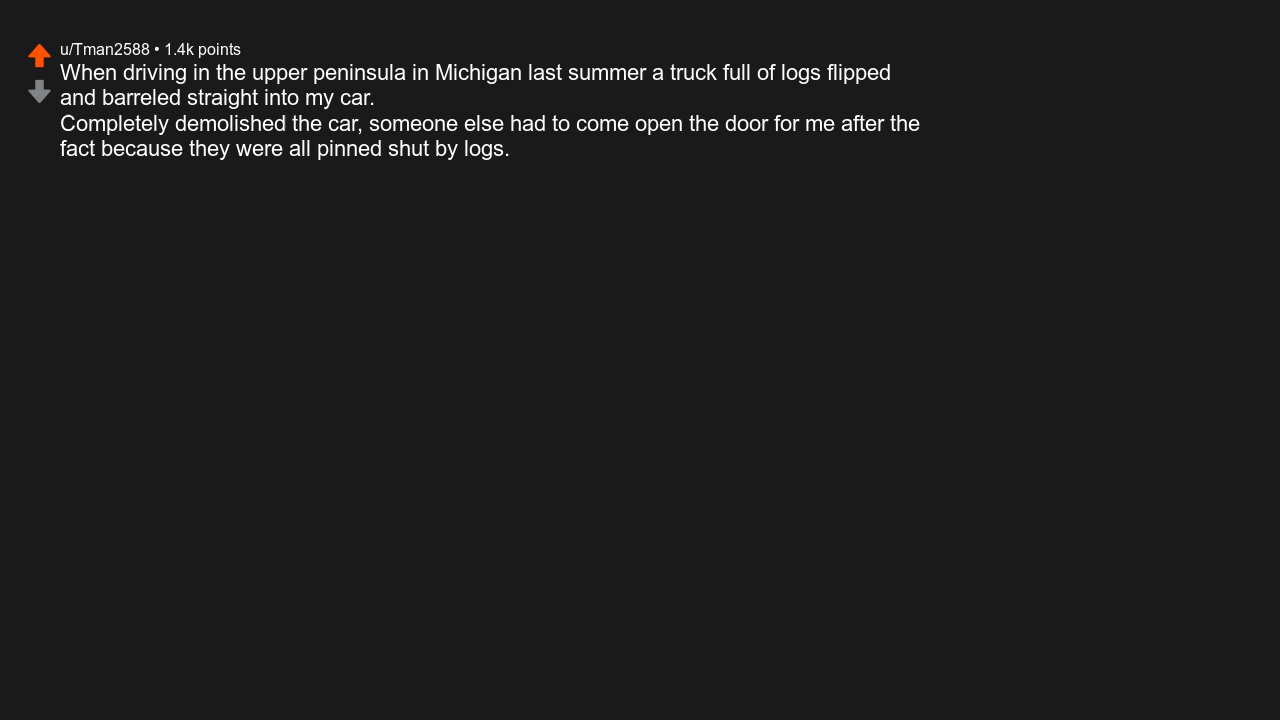 u/Tman2588 • 1.4k points
When driving in the upper peninsula in Michigan last summer a truck full of logs flipped
and barreled straight into my car.
Completely demolished the car, someone else had to come open the door for me after the
fact because they were all pinned shut by logs.